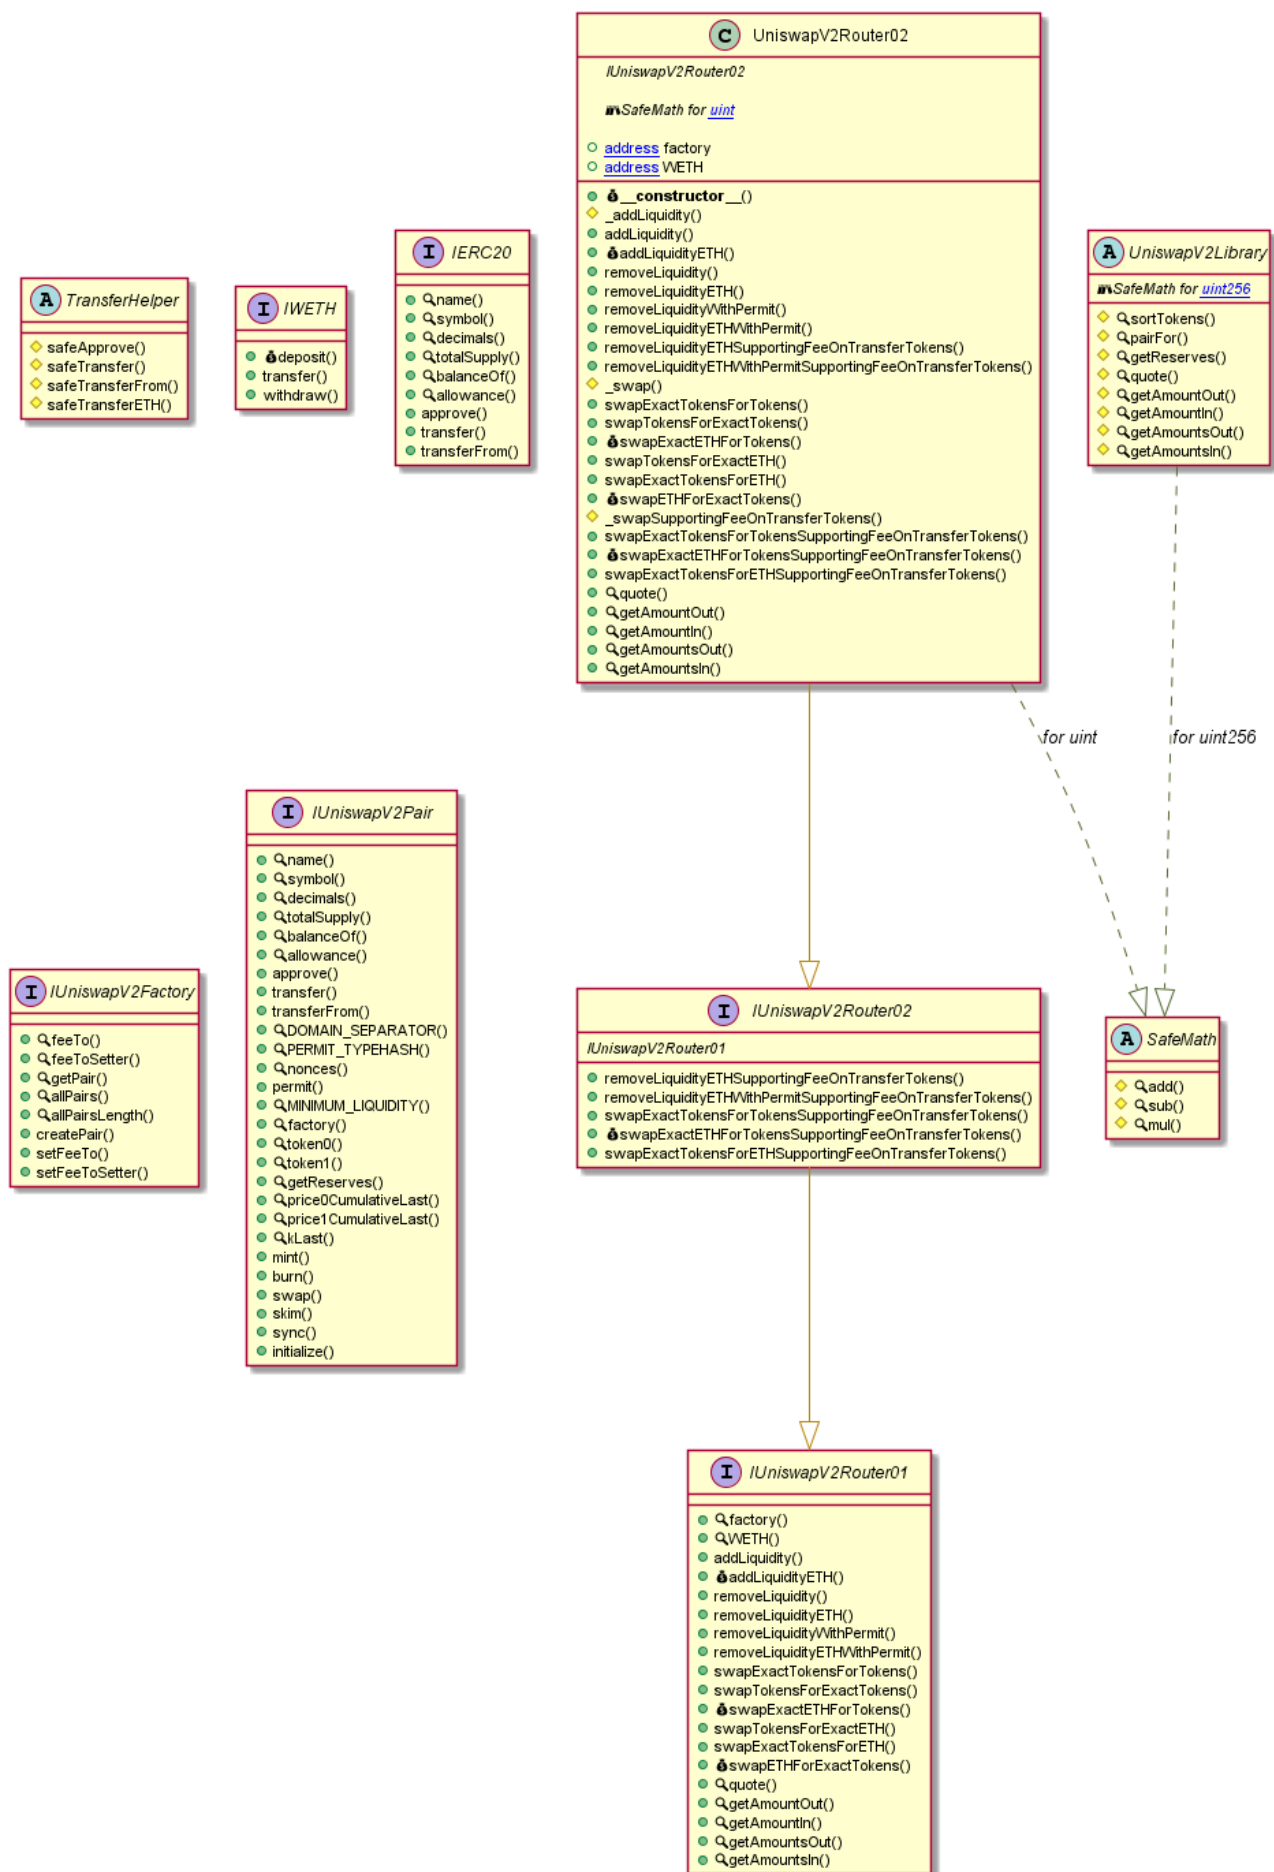 C UniswapV2Router02
IUniswapV2Router02
SafeMath for uint
address factory
address WETH
__constructor__()
_addLiquidity()
addLiquidity()
addLiquidityETH()
removeLiquidity()
removeLiquidityETH()
removeLiquidityWithPermit()
removeLiquidityETHWithPermit()
removeLiquidityETHSupportingFeeOnTransferTokens()
removeLiquidityETHWithPermitSupportingFeeOnTransferTokens()
_swap()
swapExactTokensForTokens()
swapTokensForExactTokens()
swapExactETHForTokens()
swapTokensForExactETH()
swapExactTokensForETH()
swapETHForExactTokens()
_swapSupportingFeeOnTransferTokens()
swapExactTokensForTokensSupportingFeeOnTransferTokens()
swapExactETHForTokensSupportingFeeOnTransferTokens()
swapExactTokensForETHSupportingFeeOnTransferTokens()
quote()
getAmountOut()
getAmountIn()
getAmountsOut()
getAmountsIn()
A TransferHelper
safeApprove()
safeTransfer()
safeTransferFrom()
safeTransferETH()
I IWETH
deposit()
transfer()
withdraw()
I IERC20
name()
symbol()
decimals()
totalSupply()
balanceOf()
allowance()
approve()
transfer()
transferFrom()
A UniswapV2Library
SafeMath for uint256
sortTokens()
pairFor()
getReserves()
quote()
getAmountOut()
getAmountIn()
getAmountsOut()
getAmountsIn()
for uint
for uint256
I IUniswapV2Factory
feeTo()
feeToSetter()
getPair()
allPairs()
allPairsLength()
createPair()
setFeeTo()
setFeeToSetter()
I IUniswapV2Pair
name()
symbol()
decimals()
totalSupply()
balanceOf()
allowance()
approve()
transfer()
transferFrom()
DOMAIN_SEPARATOR()
PERMIT_TYPEHASH()
nonces()
permit()
MINIMUM_LIQUIDITY()
factory()
token0()
token1()
getReserves()
price0CumulativeLast()
price1CumulativeLast()
kLast()
mint()
burn()
swap()
skim()
sync()
initialize()
I IUniswapV2Router02
IUniswapV2Router01
removeLiquidityETHSupportingFeeOnTransferTokens()
removeLiquidityETHWithPermitSupportingFeeOnTransferTokens()
swapExactTokensForTokensSupportingFeeOnTransferTokens()
swapExactETHForTokensSupportingFeeOnTransferTokens()
swapExactTokensForETHSupportingFeeOnTransferTokens()
A SafeMath
add()
sub()
mul()
I IUniswapV2Router01
factory()
WETH()
addLiquidity()
addLiquidityETH()
removeLiquidity()
removeLiquidityETH()
removeLiquidityWithPermit()
removeLiquidityETHWithPermit()
swapExactTokensForTokens()
swapTokensForExactTokens()
swapExactETHForTokens()
swapTokensForExactETH()
swapExactTokensForETH()
swapETHForExactTokens()
quote()
getAmountOut()
getAmountIn()
getAmountsOut()
getAmountsIn()